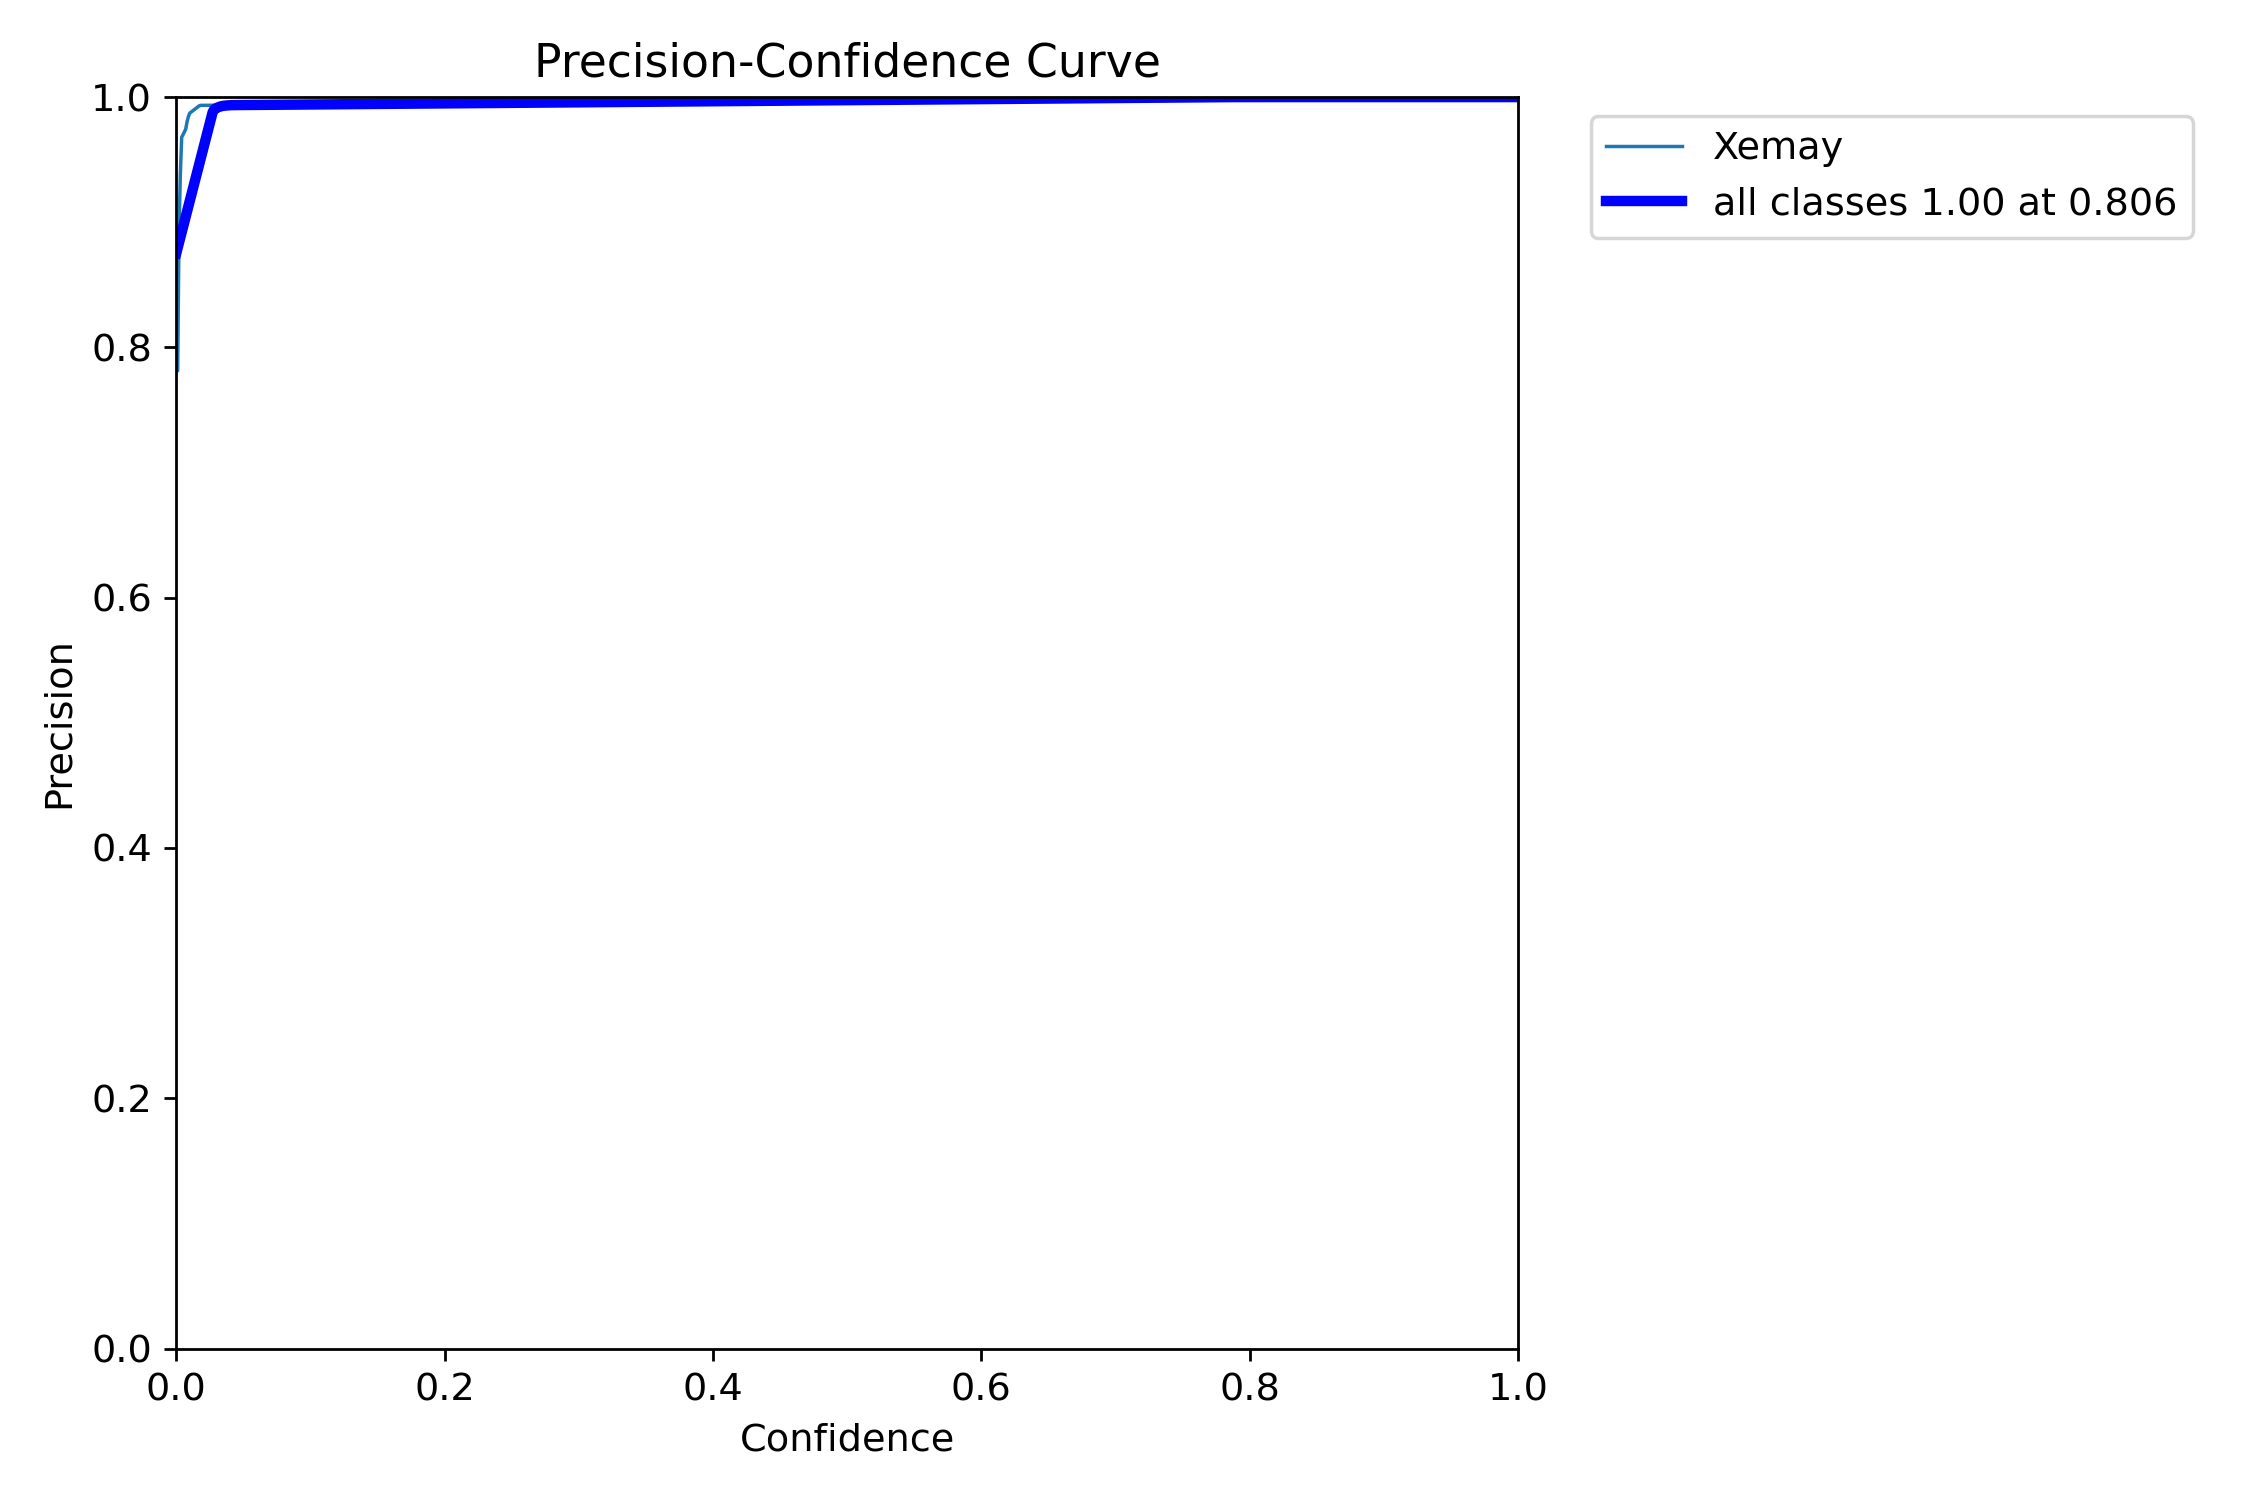 Precision-Confidence Curve
1.0
0.8
0.6
0.4
0.2
0.0
Precision
0.0 0.2 0.4 0.6 0.8 1.0
Confidence
Xemay
all classes 1.00 at 0.806